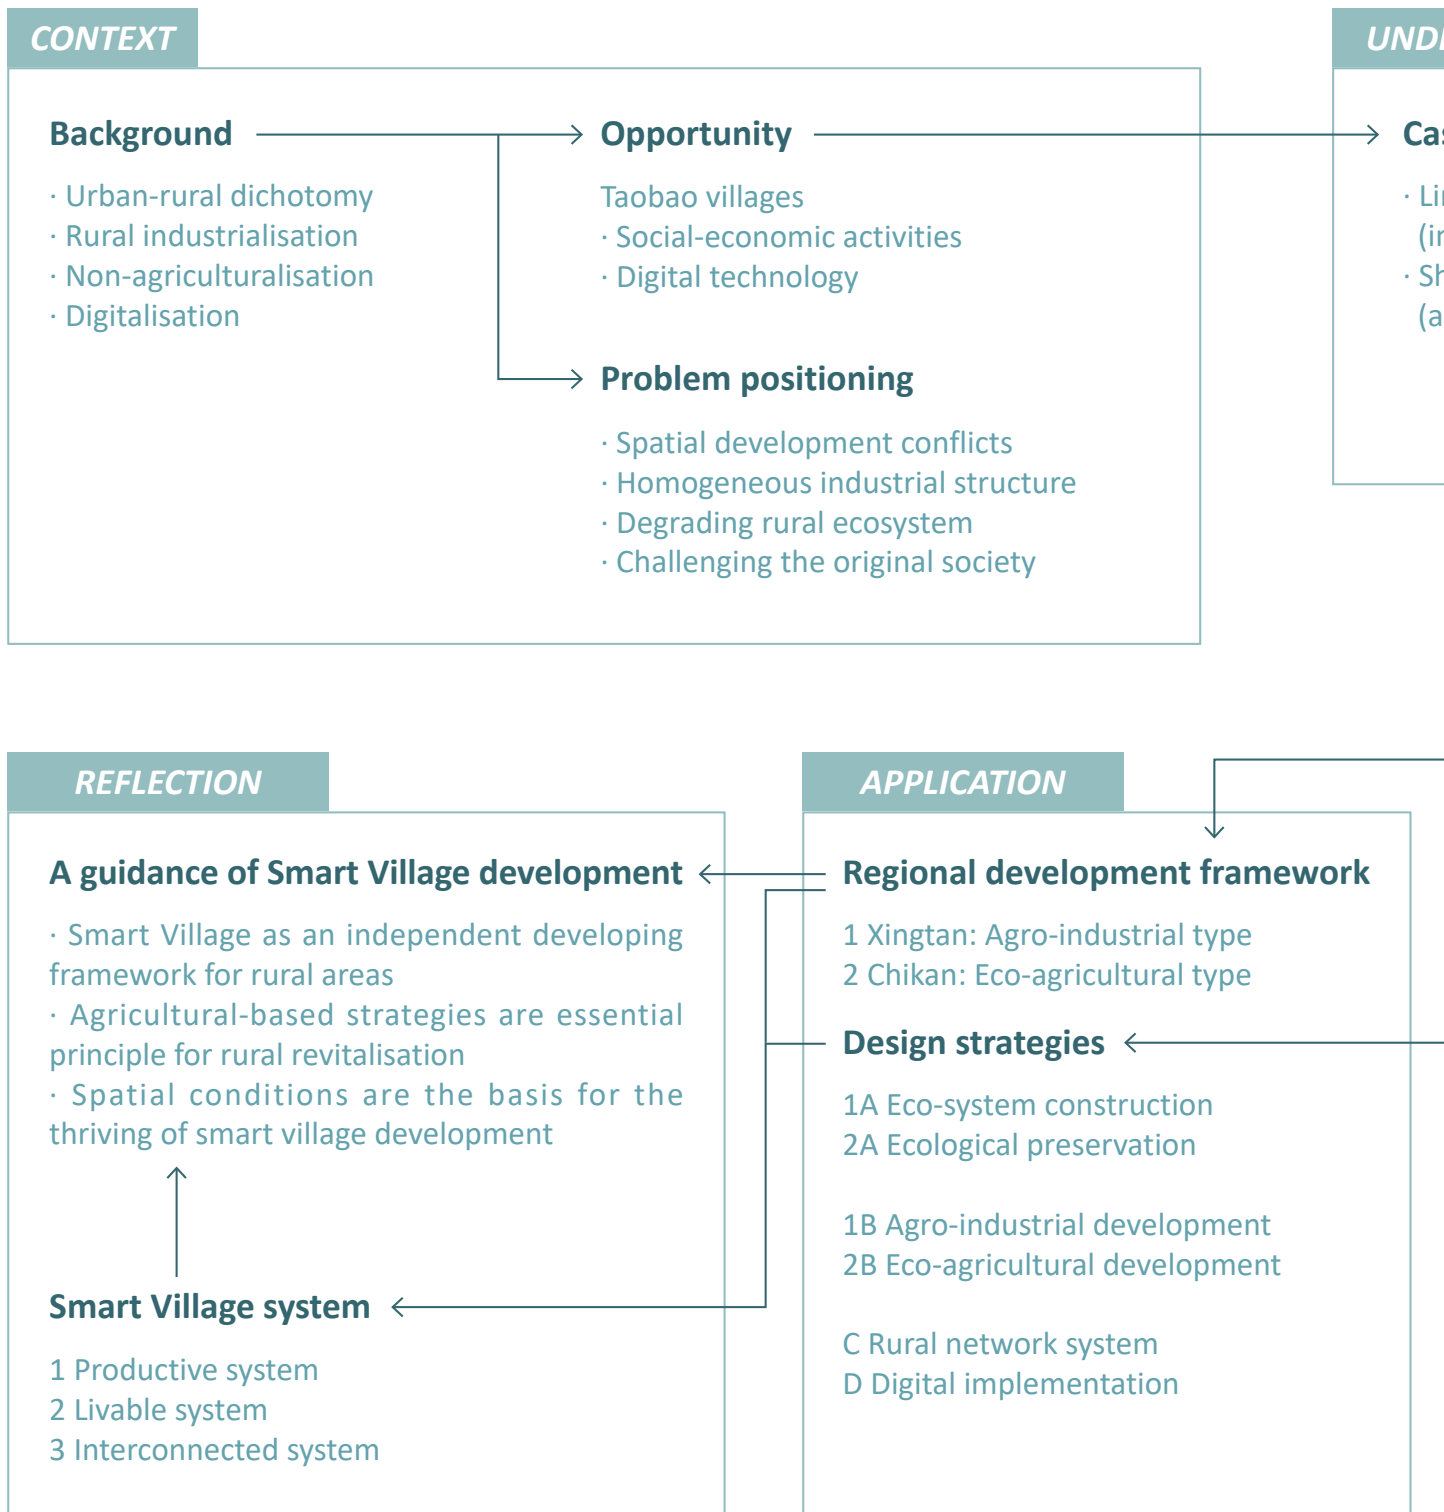 CONTEXT
Background
· Urban-rural dichotomy
· Rural industrialisation
· Non-agriculturalisation
· Digitalisation
Opportunity
Taobao villages
· Social-economic activities
· Digital technology
Problem positioning
· Spatial development conflicts
· Homogeneous industrial structure
· Degrading rural ecosystem
· Challenging the original society
REFLECTION
A guidance of Smart Village development
· Smart Village as an independent developing
framework for rural areas
· Agricultural-based strategies are essential
principle for rural revitalisation
· Spatial conditions are the basis for the
thriving of smart village development
Smart Village system
1 Productive system
2 Livable system
3 Interconnected system
APPLICATION
Regional development framework
1 Xingtan: Agro-industrial type
2 Chikan: Eco-agricultural type
Design strategies
1A Eco-system construction
2A Ecological preservation
1B Agro-industrial development
2B Eco-agricultural development
C Rural network system
D Digital implementation